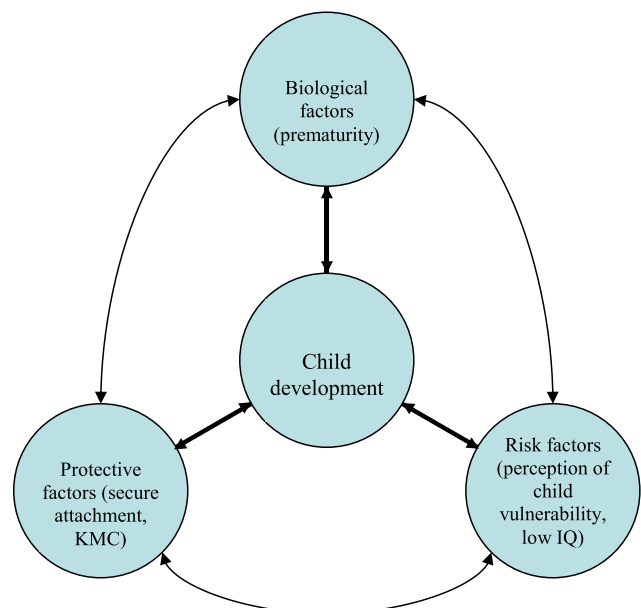 Biological
factors
(prematurity)
Child
development
Protective
factors (secure
attachment,
KMC)
Risk factors
(perception of
child
vulnerability,
low IQ)